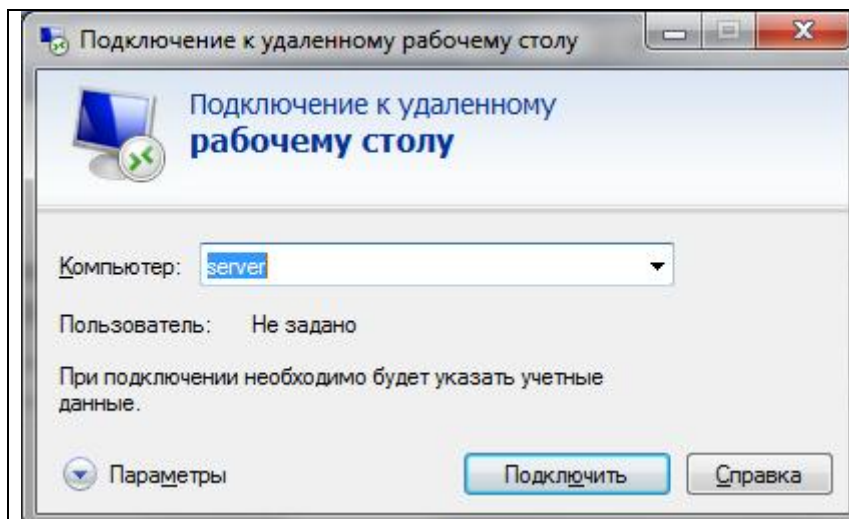 Подключение к удаленному рабочему столу
Подключение к удаленному
рабочему столу
Компьютер: server
Пользователь: Не задано
При подключении необходимо будет указать учетные
данные.
Параметры Подключить Справка